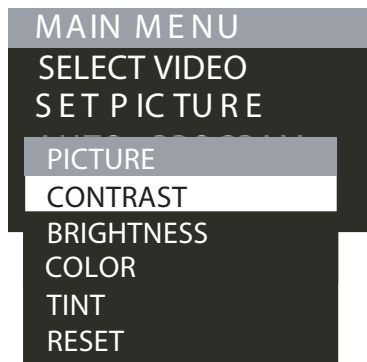 MAIN MENU
SELECT VIDEO
SET PICTURE
PICTURE
CONTRAST
BRIGHTNESS
COLOR
TINT
RESET